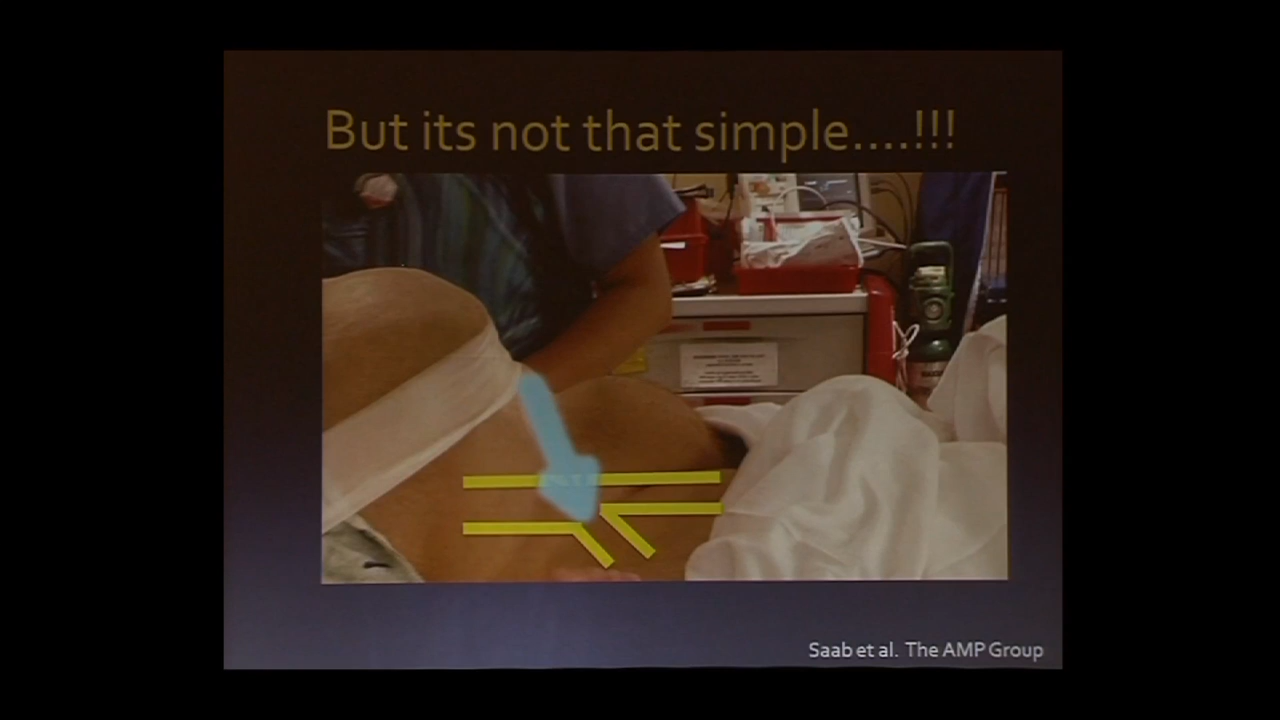 But its not that simple....!!!
Saab et al. The AMP Group